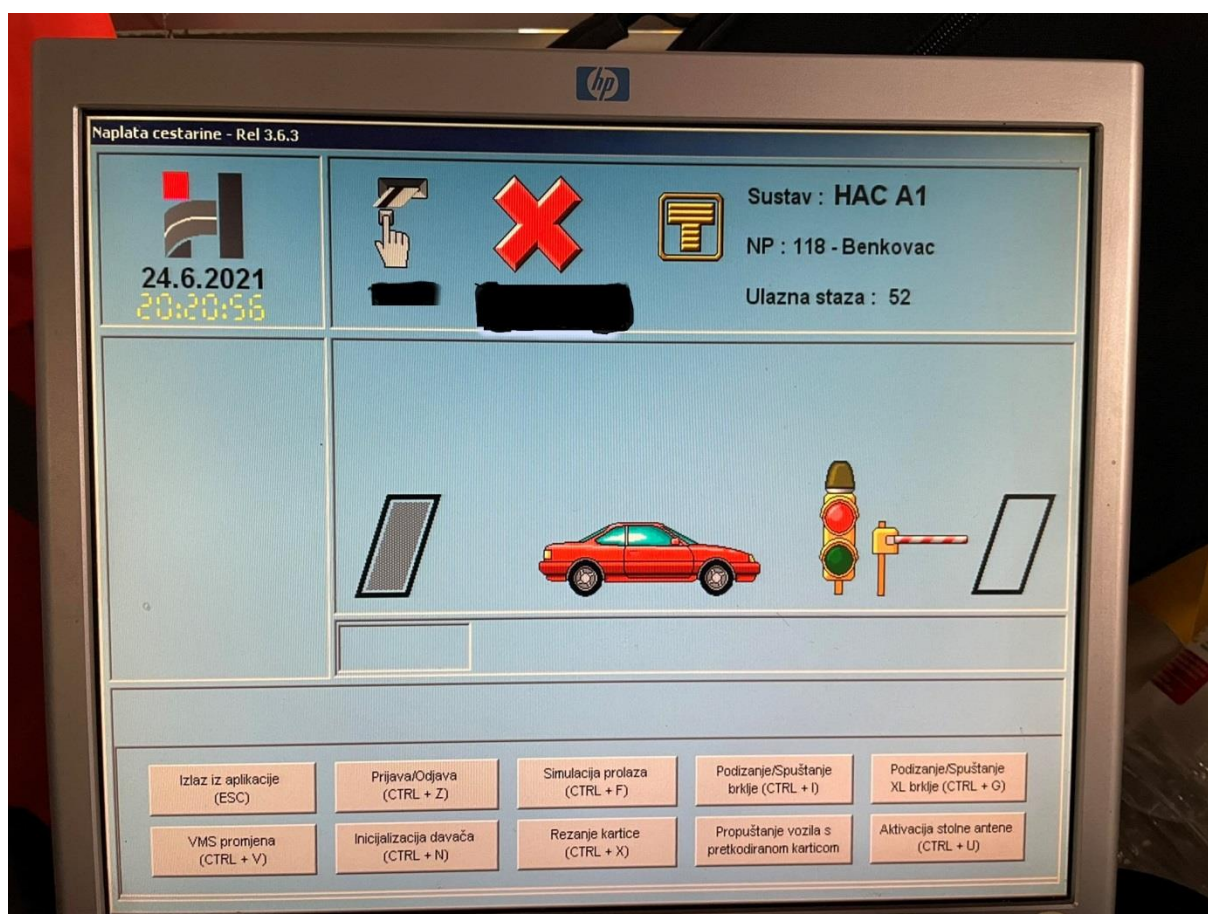 hp
Naplata cestarine - Rel 3.6.3
24.6.2021
20:20:56
Sustav : HAC A1
NP : 118 - Benkovac
Ulazna staza : 52
Izlaz iz aplikacije
(ESC)
Prijava/Odjava
(CTRL + Z)
Simulacija prolaza
(CTRL + F)
Podizanje/Spuštanje
brklje (CTRL + I)
Podizanje/Spuštanje
XL brklje (CTRL + G)
VMS promjena
(CTRL + V)
Inicijalizacija davača
(CTRL + N)
Rezanje kartice
(CTRL + X)
Propuštanje vozila s
pretkodiranom karticom
Aktivacija stolne antene
(CTRL + U)